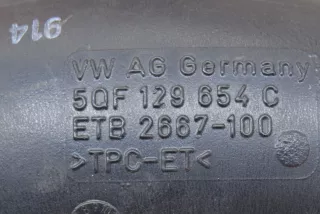 914
VW AG Germany
5QF 129 654 C
ETB 2667-100
>TPC-ET<